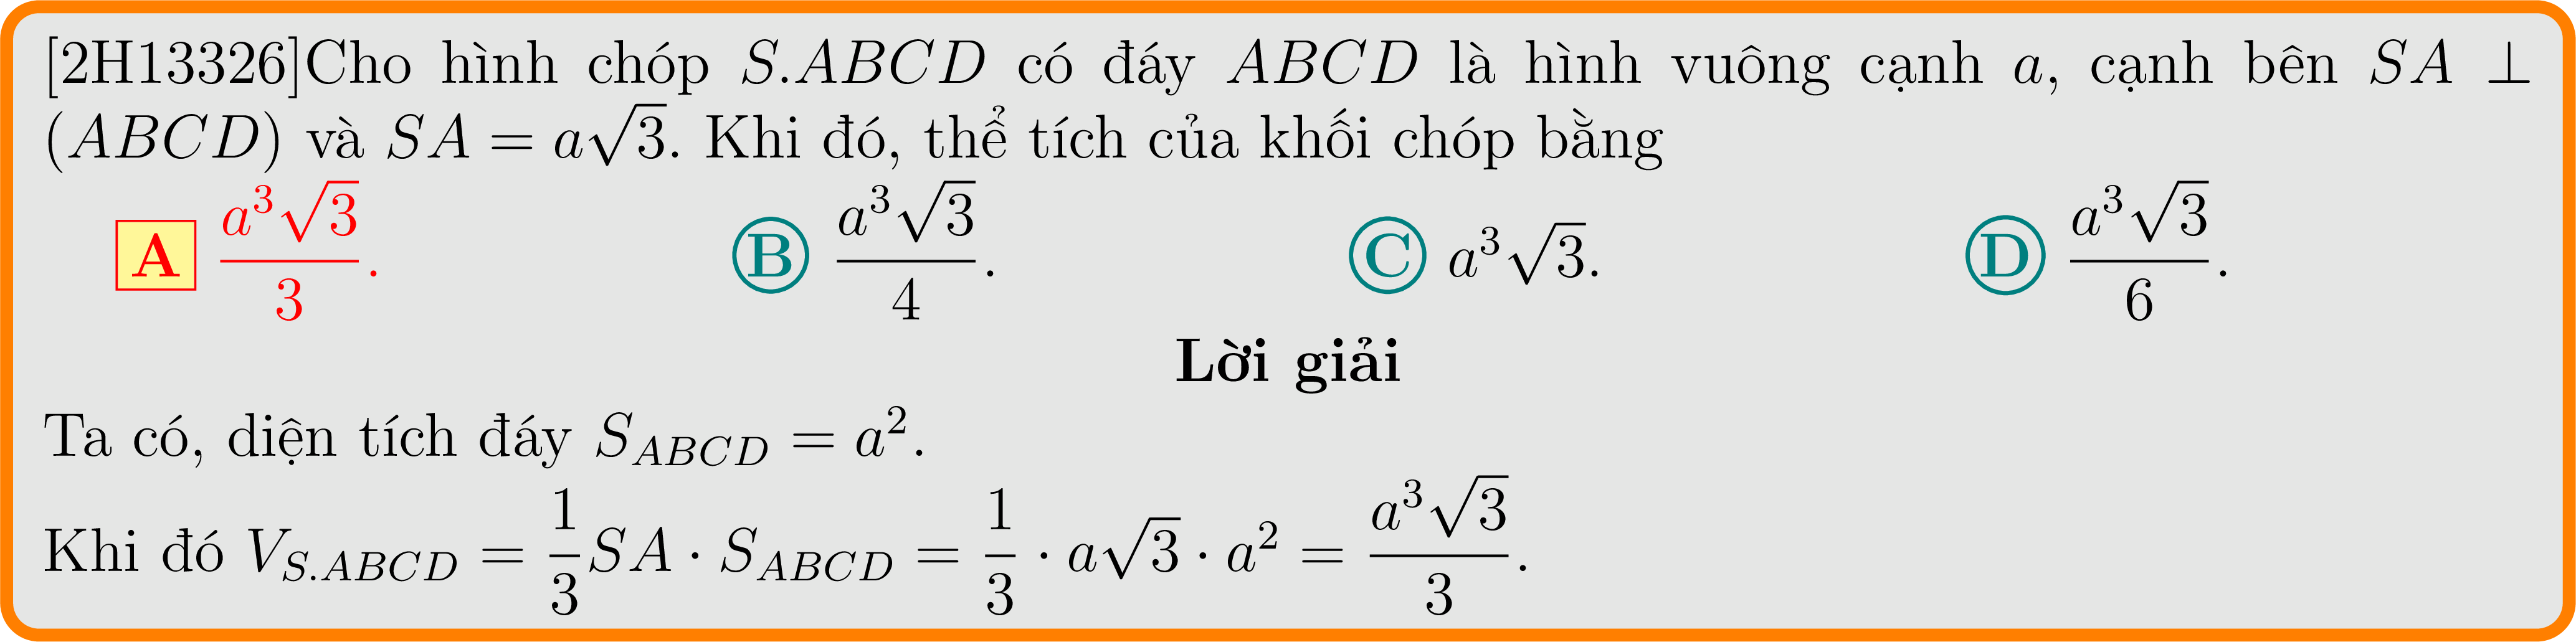 [2H13326]Cho hình chóp S.ABCD có đáy ABCD là hình vuông cạnh a, cạnh bên SA ⊥
(ABCD) và SA = a√3. Khi đó, thể tích của khối chóp bằng
A $\frac{a^3\sqrt{3}}{3}$. B $\frac{a^3\sqrt{3}}{4}$. C $a^3\sqrt{3}$. D $\frac{a^3\sqrt{3}}{6}$.
Lời giải
Ta có, diện tích đáy $S_{ABCD} = a^2$.
Khi đó $V_{S.ABCD} = \frac{1}{3}SA \cdot S_{ABCD} = \frac{1}{3} \cdot a\sqrt{3} \cdot a^2 = \frac{a^3\sqrt{3}}{3}$.